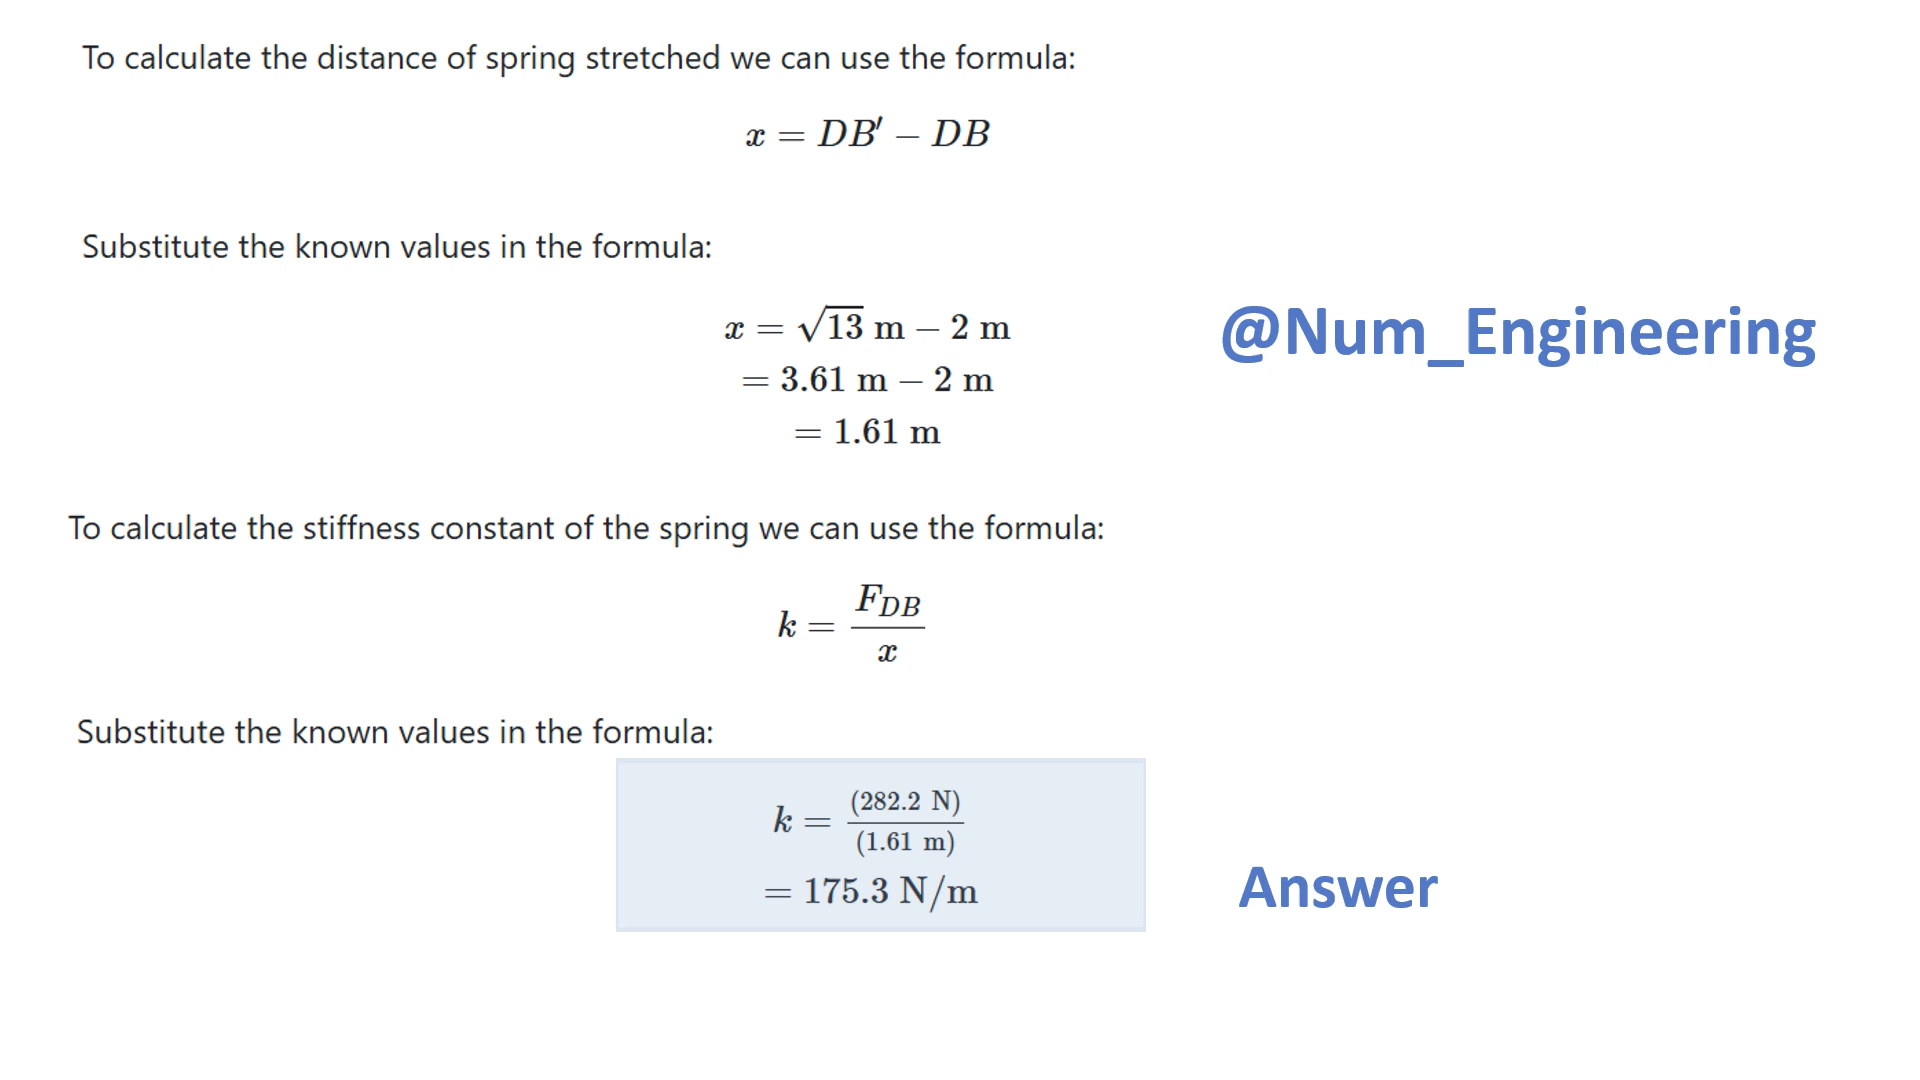 To calculate the distance of spring stretched we can use the formula:
x = DB′ − DB
Substitute the known values in the formula:
x = √13 m − 2 m
= 3.61 m − 2 m
= 1.61 m
@Num_Engineering
To calculate the stiffness constant of the spring we can use the formula:
k = F_DB / x
Substitute the known values in the formula:
k = (282.2 N) / (1.61 m)
= 175.3 N/m
Answer